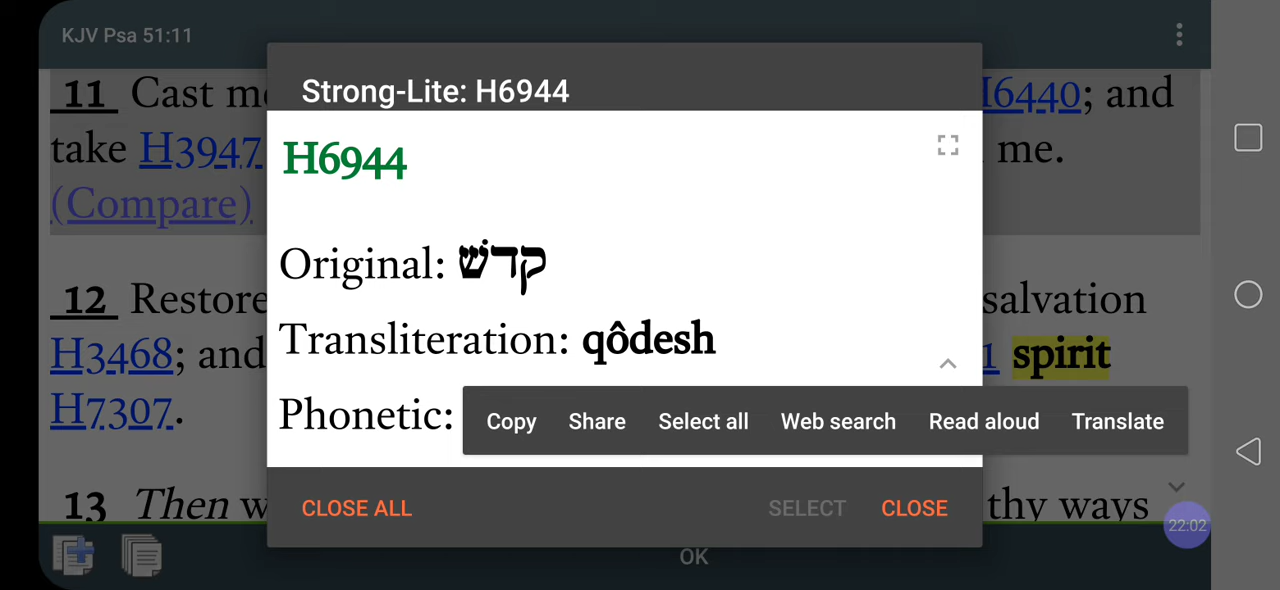 KJV Psa 51:11
Strong-Lite: H6944
11 Cast m H6440; and
take H3947 me.
(Compare)
H6944
Original: קדשׁ
Transliteration: qôdesh
Phonetic:
12 Restore salvation
H3468; and 1 spirit
H7307.
Copy Share Select all Web search Read aloud Translate
13 Then w thy ways
CLOSE ALL SELECT CLOSE
22:02
OK